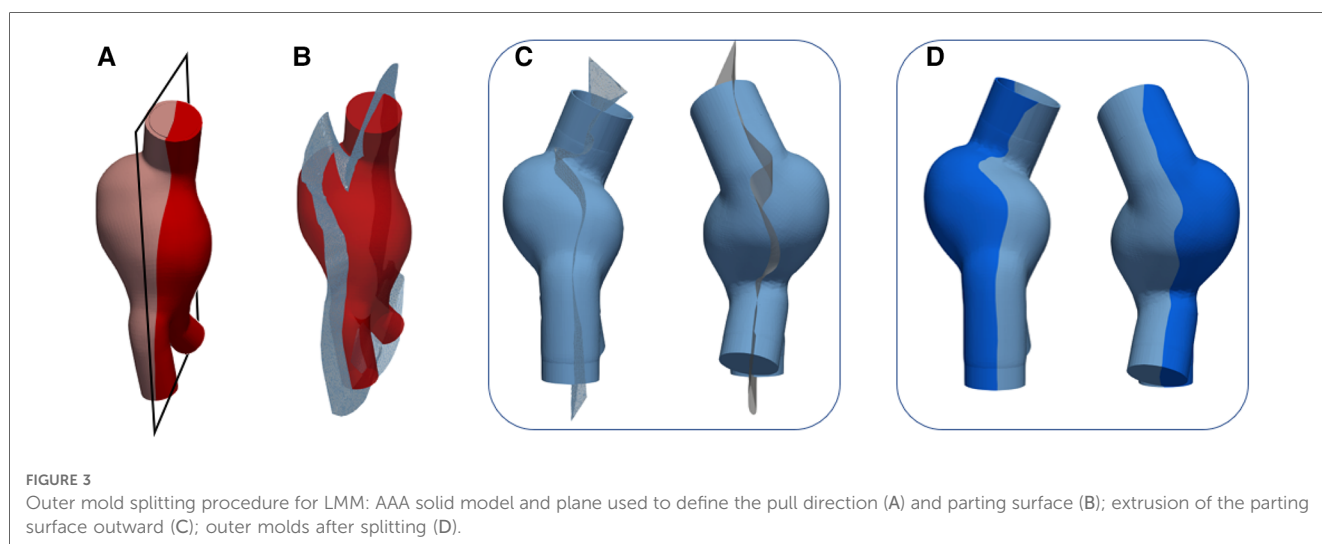 A
B
C
D
FIGURE 3
Outer mold splitting procedure for LMM: AAA solid model and plane used to define the pull direction (A) and parting surface (B); extrusion of the parting
surface outward (C); outer molds after splitting (D).